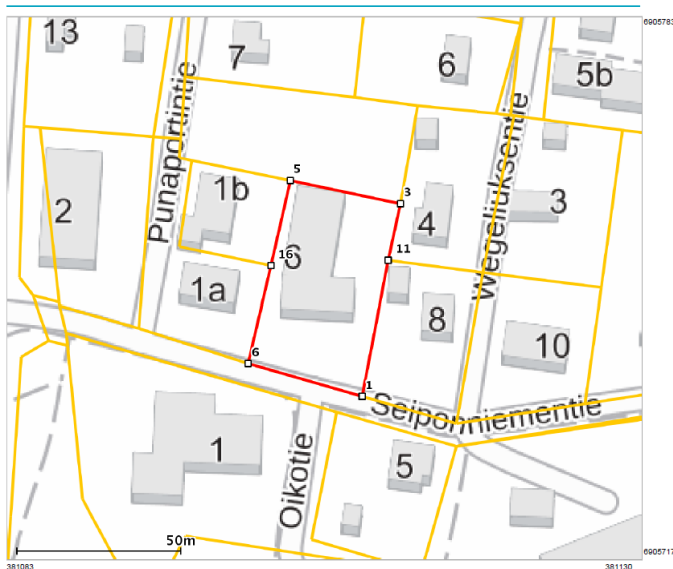 13
7
6
5b
6905783
Punaportintie
Wegeliuksentie
5
1b
3
3
2
4
16
6
11
1a
8
10
6
1
Seiponniementie
1
5
Oikotie
50m
6905717
381083
381130